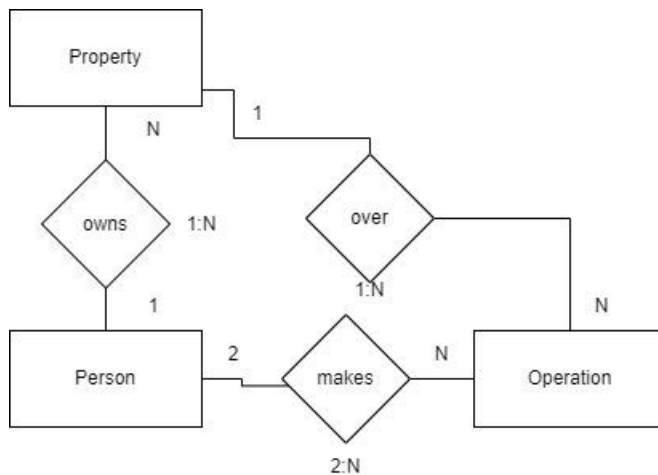 Property
1
N
owns
1:N
over
1:N
1
N
Person
2
makes
N
Operation
2:N